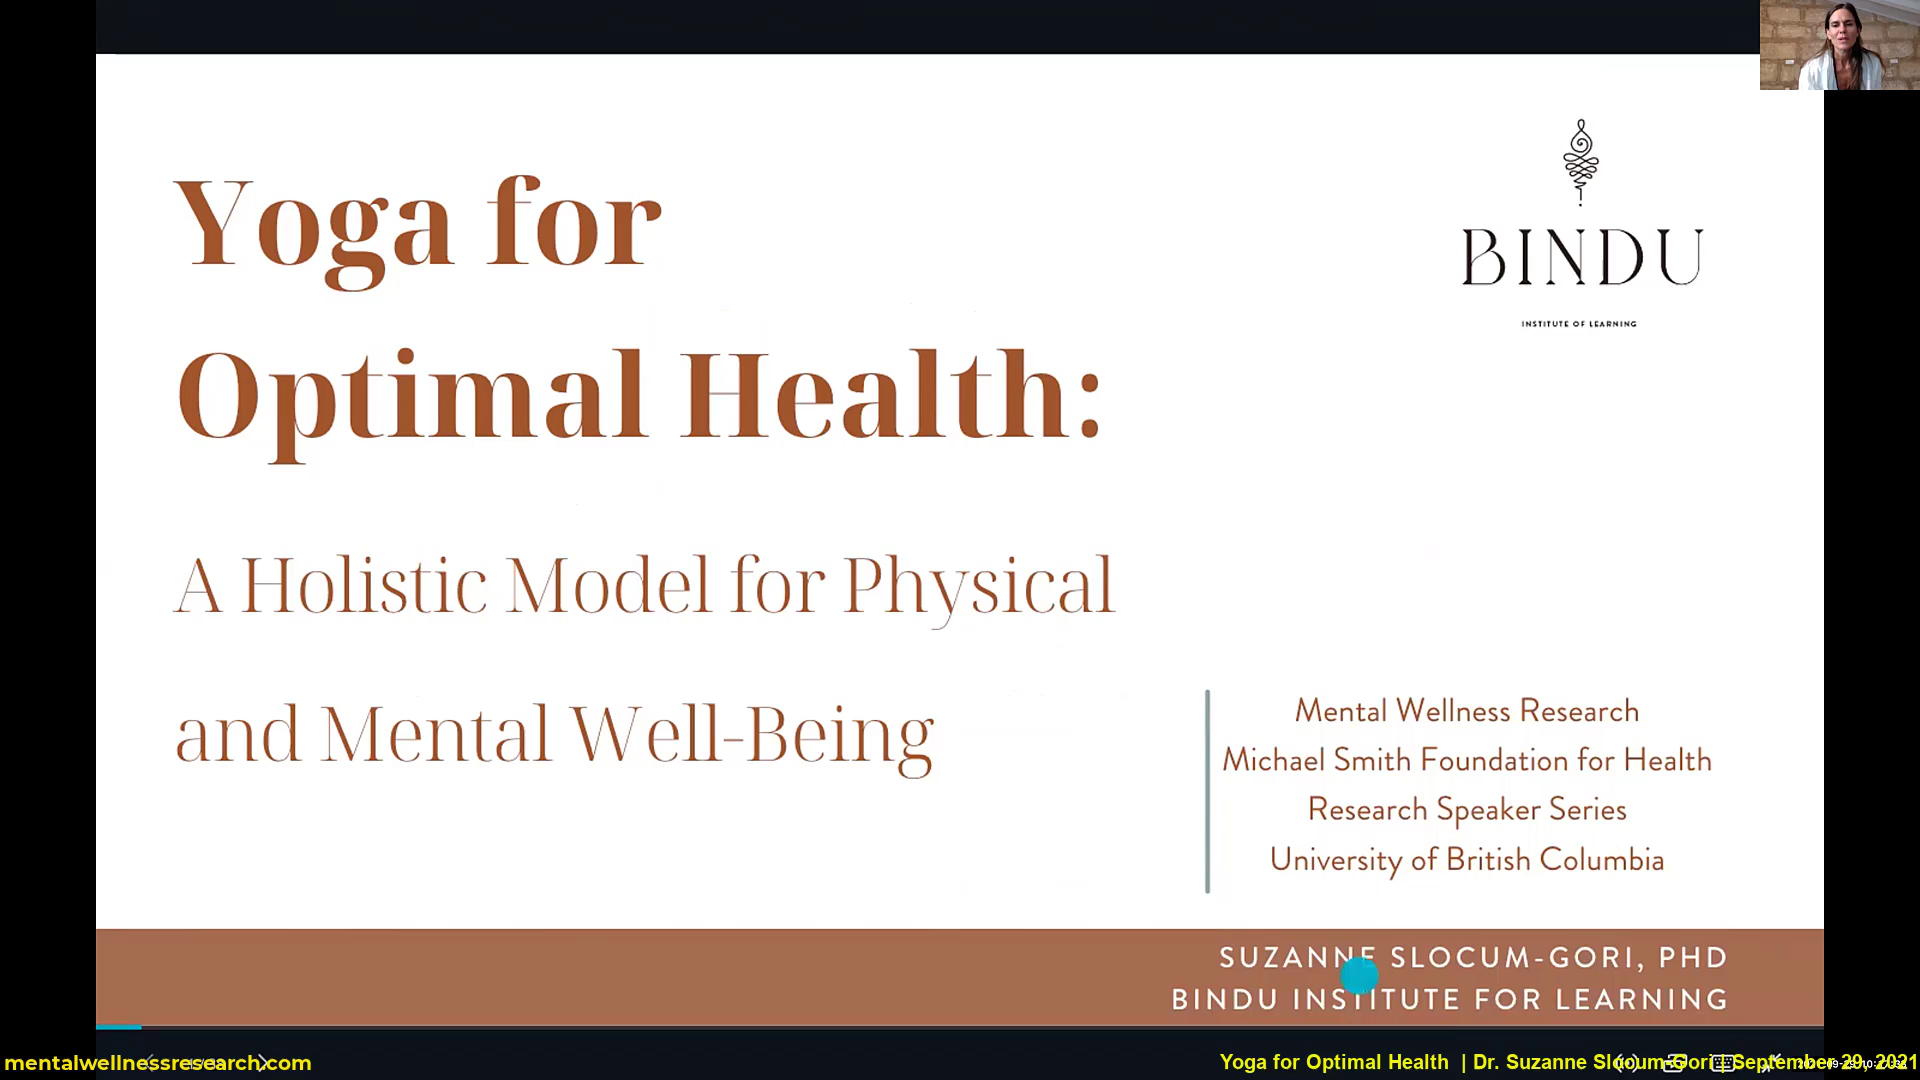 Yoga for
Optimal Health:
A Holistic Model for Physical
and Mental Well-Being
BINDU
INSTITUTE OF LEARNING
Mental Wellness Research
Michael Smith Foundation for Health
Research Speaker Series
University of British Columbia
SUZANNE SLOCUM-GORI, PHD
BINDU INSTITUTE FOR LEARNING
mentalwellnessresearch.com
Yoga for Optimal Health | Dr. Suzanne Slocum-Gori | September 29, 2021